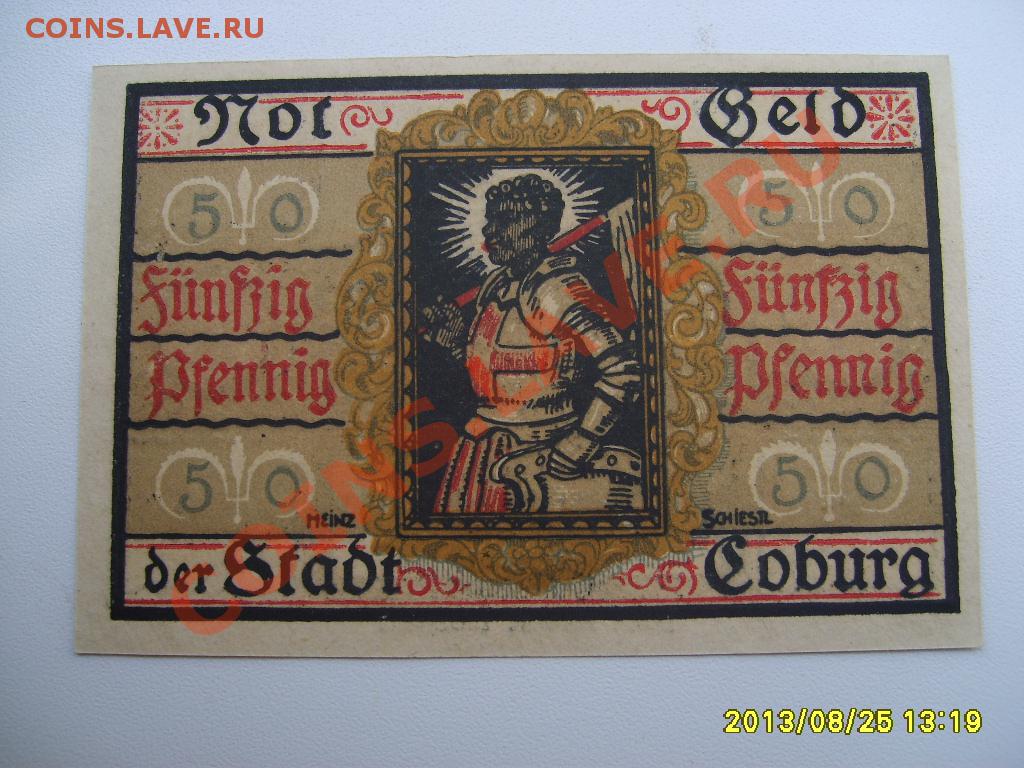 COINS.LAVE.RU
Not Geld
50 50
Fünfzig Fünfzig
Pfennig Pfennig
50 50
HEINZ SCHIESTL
der Stadt Coburg
COINS.LAVE.RU
2013/08/25 13:19